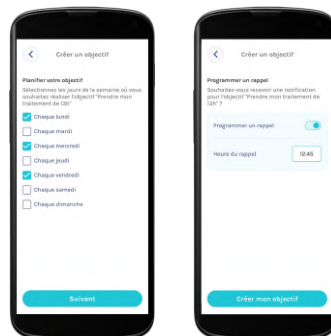 Créer un objectif
Planifier votre objectif
Sélectionnez les jours de la semaine où vous
souhaitez réaliser l'objectif "Prendre mon
traitement de 13h"
Chaque lundi
Chaque mardi
Chaque mercredi
Chaque jeudi
Chaque vendredi
Chaque samedi
Chaque dimanche
Suivant
Créer un objectif
Programmer un rappel
Souhaitez-vous recevoir une notification
pour l'objectif "Prendre mon traitement de
13h" ?
Programmer un rappel
Heure du rappel
12:45
Créer mon objectif